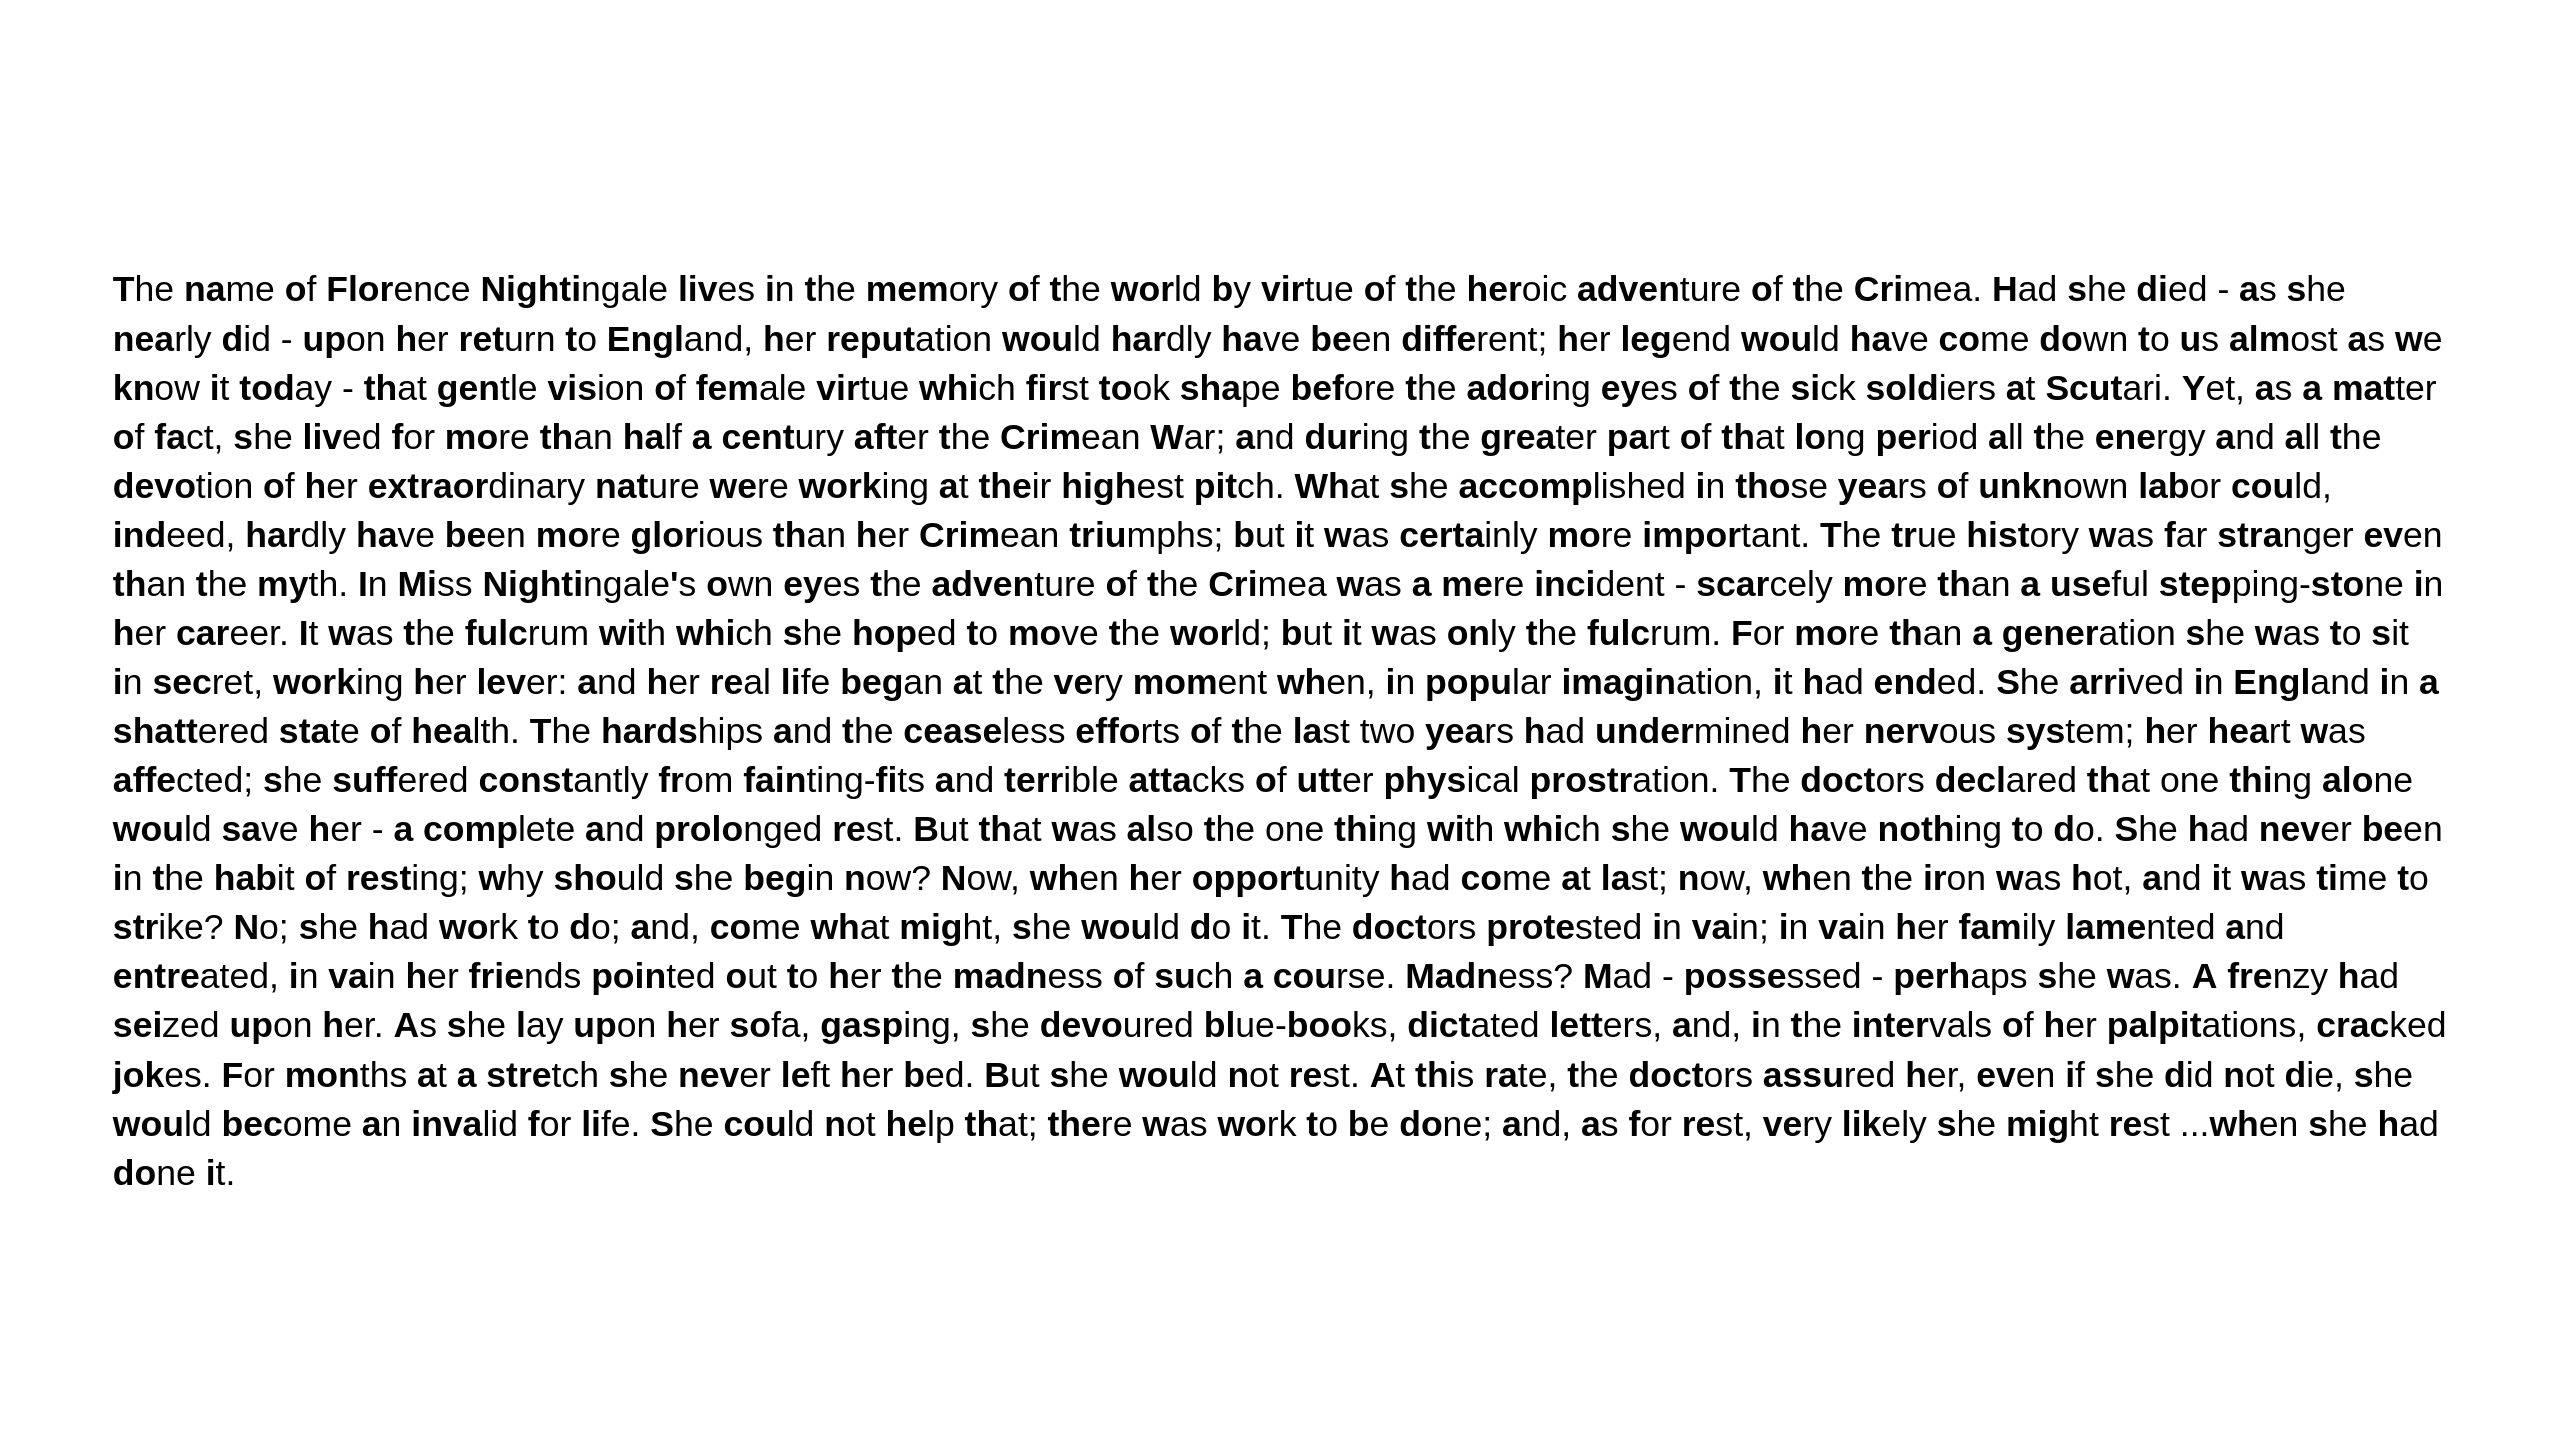 The name of Florence Nightingale lives in the memory of the world by virtue of the heroic adventure of the Crimea. Had she died - as she
nearly did - upon her return to England, her reputation would hardly have been different; her legend would have come down to us almost as we
know it today - that gentle vision of female virtue which first took shape before the adoring eyes of the sick soldiers at Scutari. Yet, as a matter
of fact, she lived for more than half a century after the Crimean War; and during the greater part of that long period all the energy and all the
devotion of her extraordinary nature were working at their highest pitch. What she accomplished in those years of unknown labor could,
indeed, hardly have been more glorious than her Crimean triumphs; but it was certainly more important. The true history was far stranger even
than the myth. In Miss Nightingale's own eyes the adventure of the Crimea was a mere incident - scarcely more than a useful stepping-stone in
her career. It was the fulcrum with which she hoped to move the world; but it was only the fulcrum. For more than a generation she was to sit
in secret, working her lever: and her real life began at the very moment when, in popular imagination, it had ended. She arrived in England in a
shattered state of health. The hardships and the ceaseless efforts of the last two years had undermined her nervous system; her heart was
affected; she suffered constantly from fainting-fits and terrible attacks of utter physical prostration. The doctors declared that one thing alone
would save her - a complete and prolonged rest. But that was also the one thing with which she would have nothing to do. She had never been
in the habit of resting; why should she begin now? Now, when her opportunity had come at last; now, when the iron was hot, and it was time to
strike? No; she had work to do; and, come what might, she would do it. The doctors protested in vain; in vain her family lamented and
entreated, in vain her friends pointed out to her the madness of such a course. Madness? Mad - possessed - perhaps she was. A frenzy had
seized upon her. As she lay upon her sofa, gasping, she devoured blue-books, dictated letters, and, in the intervals of her palpitations, cracked
jokes. For months at a stretch she never left her bed. But she would not rest. At this rate, the doctors assured her, even if she did not die, she
would become an invalid for life. She could not help that; there was work to be done; and, as for rest, very likely she might rest ...when she had
done it.